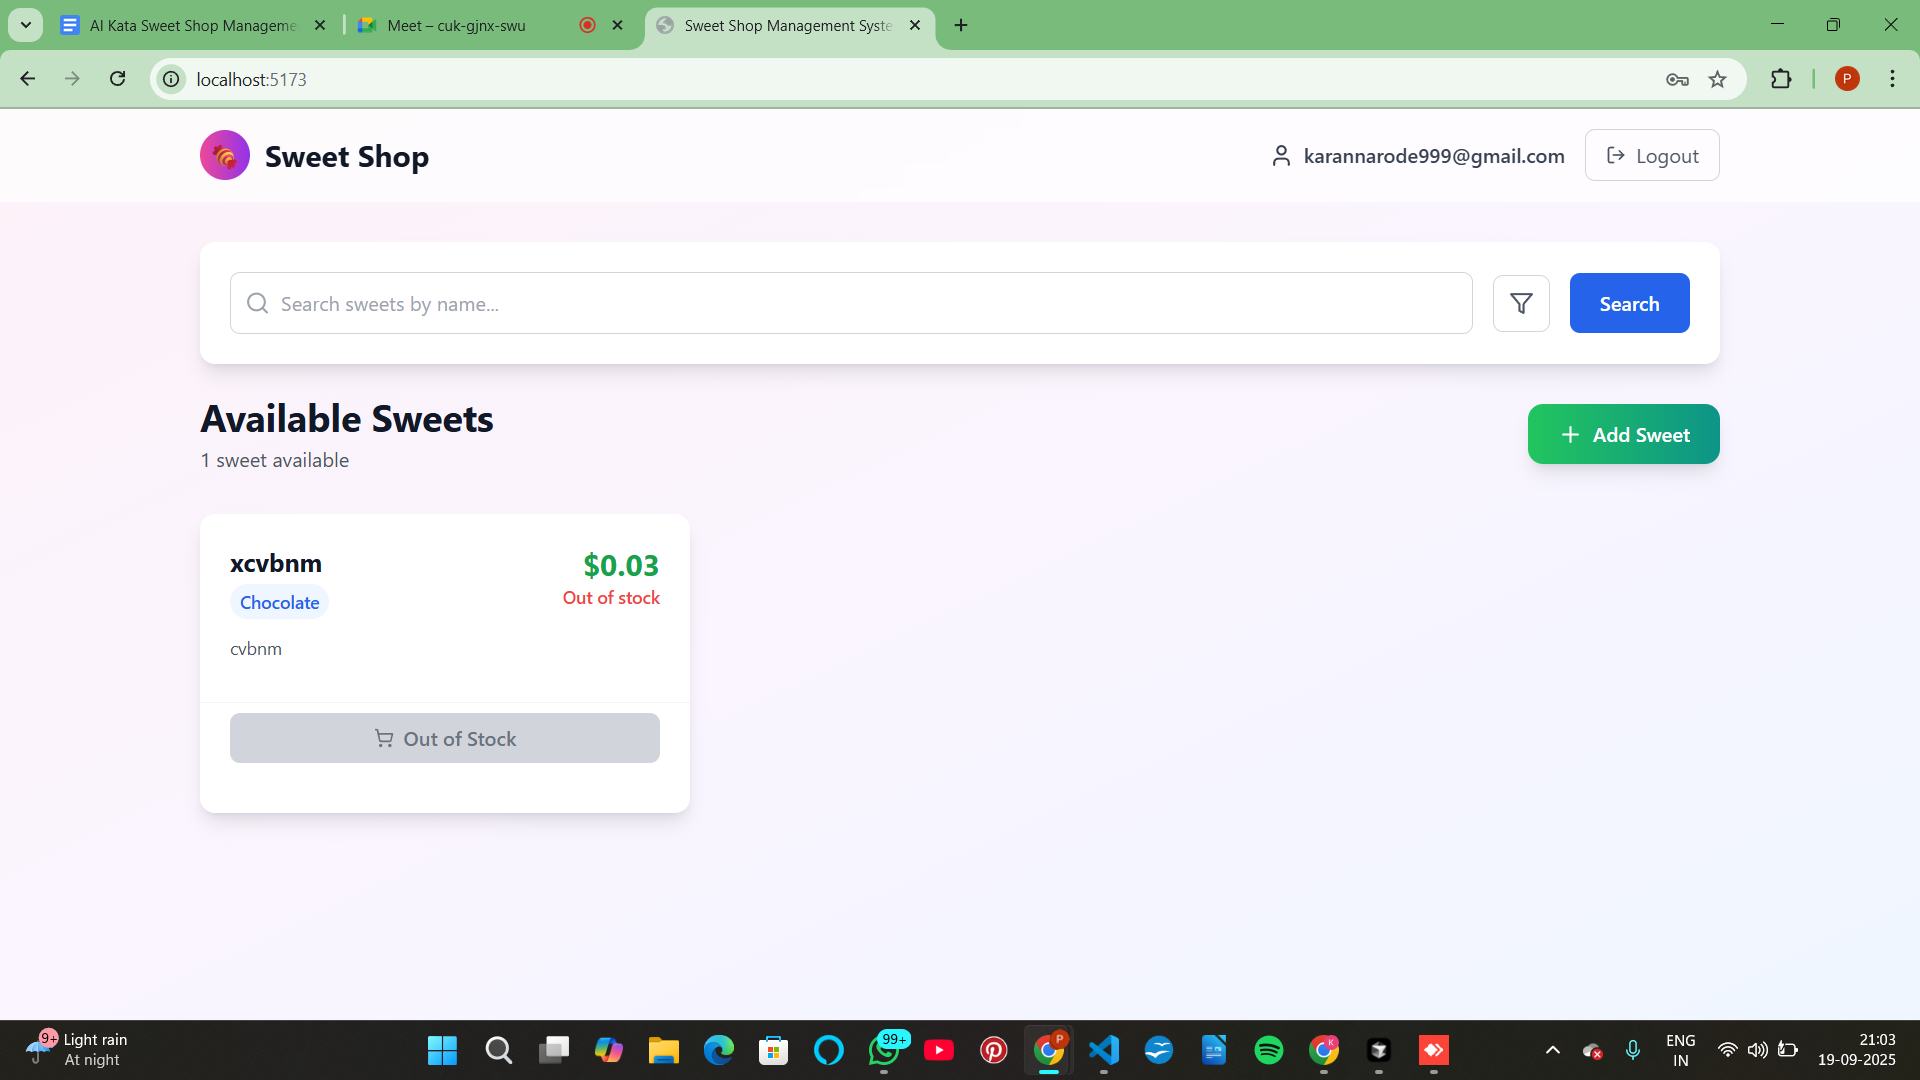 AI Kata Sweet Shop Manageme
Meet – cuk-gjnx-swu
Sweet Shop Management Syste
localhost:5173
P
Sweet Shop
karannarode999@gmail.com
Logout
Search sweets by name...
Search
Available Sweets
1 sweet available
Add Sweet
xcvbnm
$0.03
Chocolate
Out of stock
cvbnm
Out of Stock
9+
Light rain
At night
99+
P
K
ENG
IN
21:03
19-09-2025